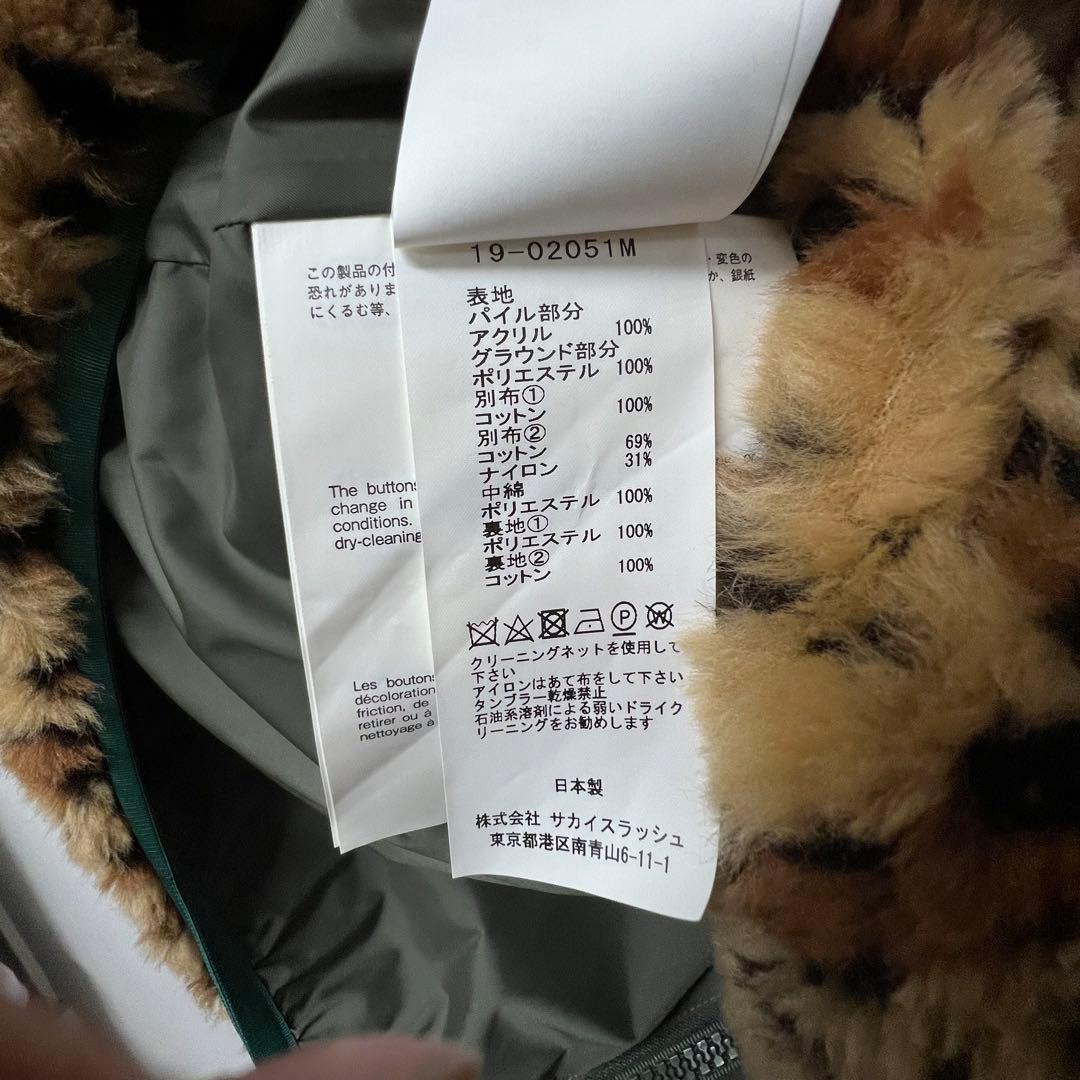 19-02051M
表地
パイル部分
アクリル 100%
グラウンド部分
ポリエステル 100%
別布①
コットン 100%
別布②
コットン 69%
ナイロン 31%
中綿
ポリエステル 100%
裏地①
ポリエステル 100%
裏地②
コットン 100%
P W
クリーニングネットを使用して
下さい
アイロンはあて布をして下さい
タンブラー乾燥禁止
石油系溶剤による弱いドライク
リーニングをお勧めします
日本製
株式会社 サカイスラッシュ
東京都港区南青山6-11-1
この製品の付
恐れがありま
にくるむ等、
The buttons
change in
conditions.
dry-cleaning
Les boutons
décoloration
friction, de
retirer ou à
nettoyage à
・変色の
か、銀紙